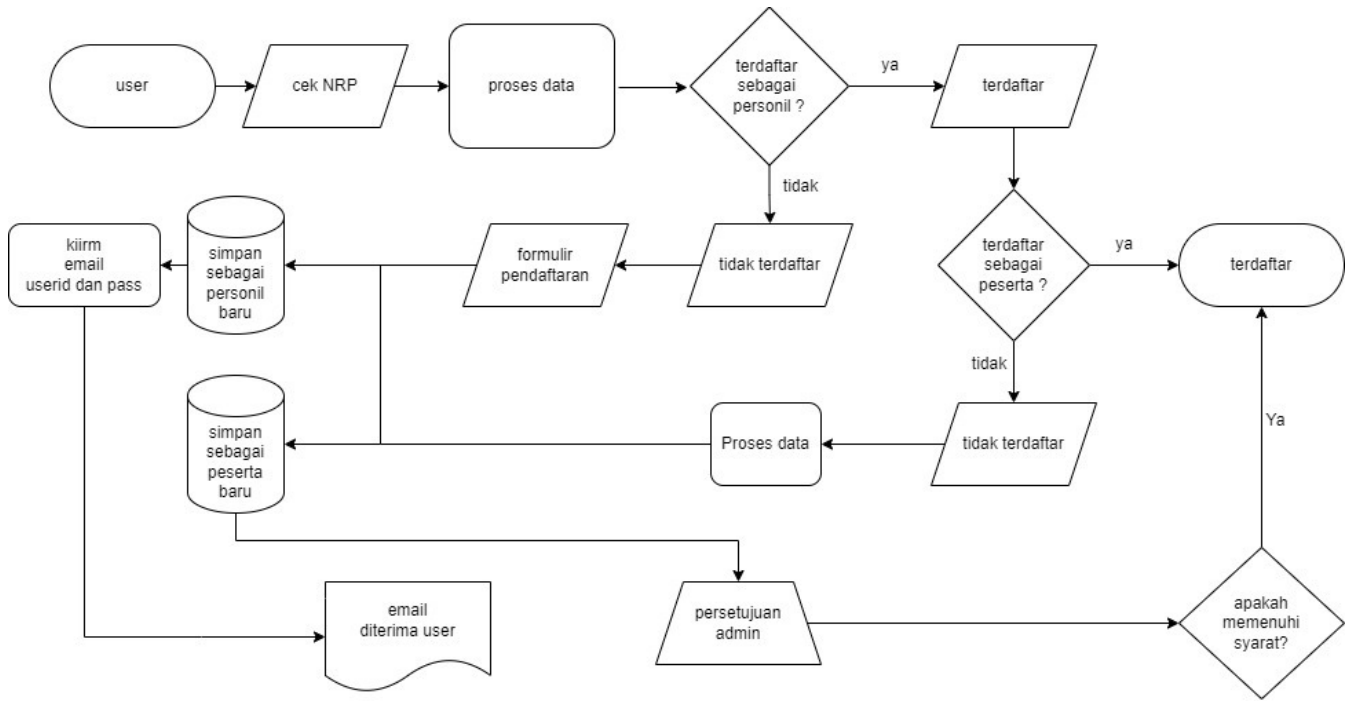 user
cek NRP
proses data
terdaftar
sebagai
personil ?
ya
terdaftar
tidak
kiirm
email
userid dan pass
simpan
sebagai
personil
baru
formulir
pendaftaran
tidak terdaftar
terdaftar
sebagai
peserta ?
ya
terdaftar
tidak
simpan
sebagai
peserta
baru
Proses data
tidak terdaftar
Ya
email
diterima user
persetujuan
admin
apakah
memenuhi
syarat?